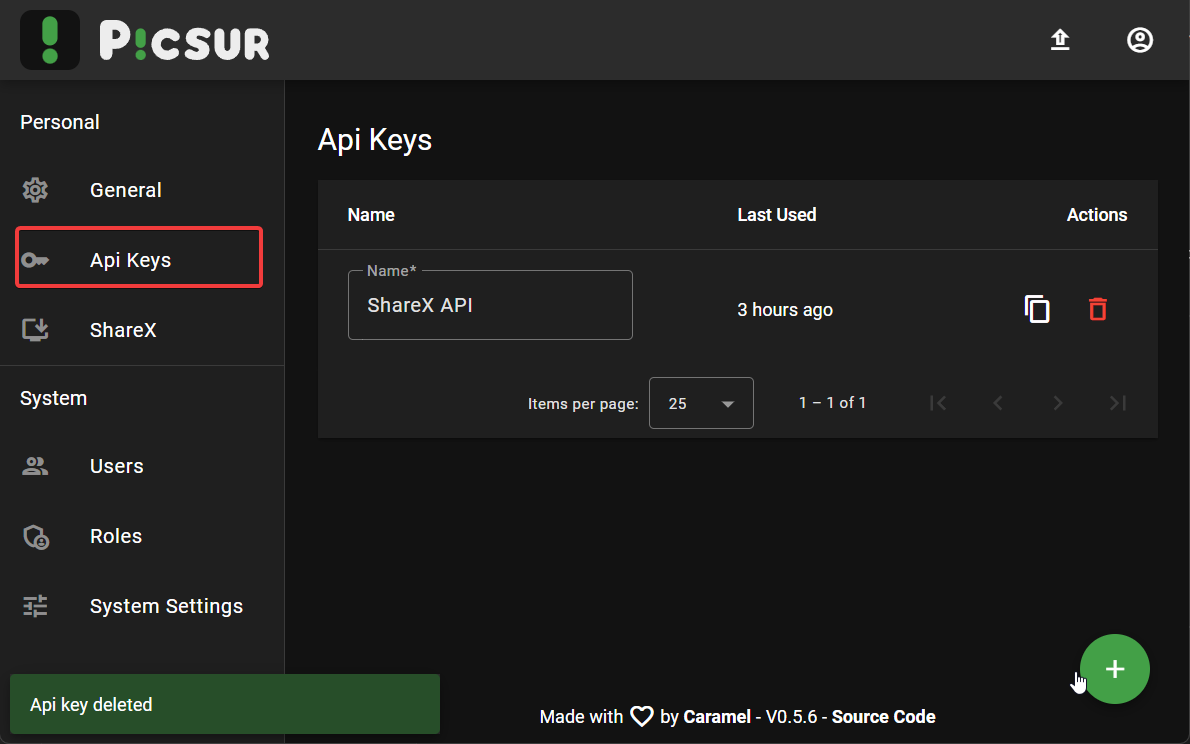 P!CSUR
Personal
General
Api Keys
ShareX
System
Users
Roles
System Settings
Api Keys
Name
Last Used
Actions
Name*
ShareX API
3 hours ago
Items per page:
25
1 – 1 of 1
Api key deleted
Made with by Caramel - V0.5.6 - Source Code